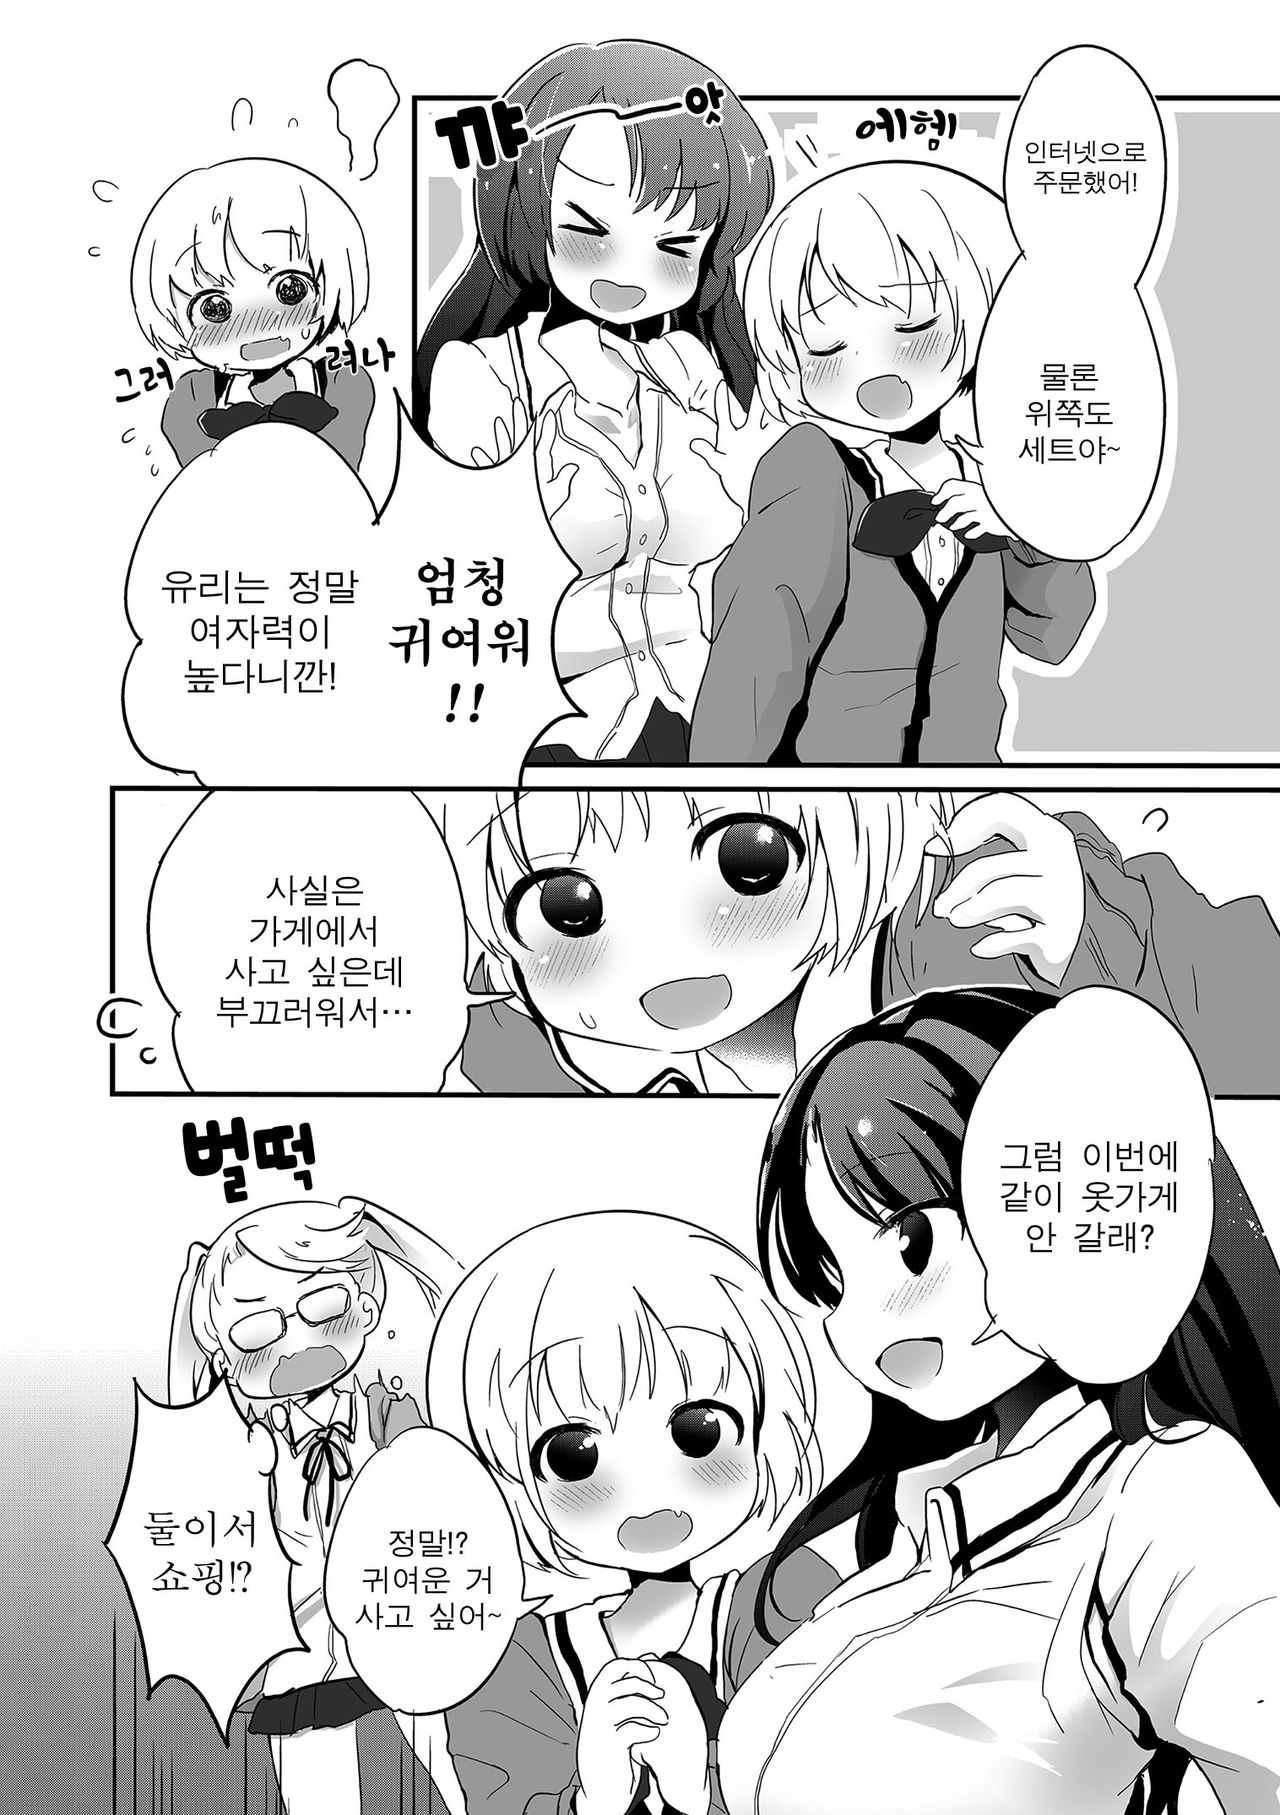 인터넷으로
주문했어!
물론
위쪽도
세트야~
에헴
꺄ㅡ앗
엄청
귀여워
!!
유리는 정말
여자력이
높다니깐!
그러
려나
사실은
가게에서
사고 싶은데
부끄러워서…
그럼 이번에
같이 옷가게
안 갈래?
정말!?
귀여운 거
사고 싶어~
벌떡
둘이서
쇼핑!?